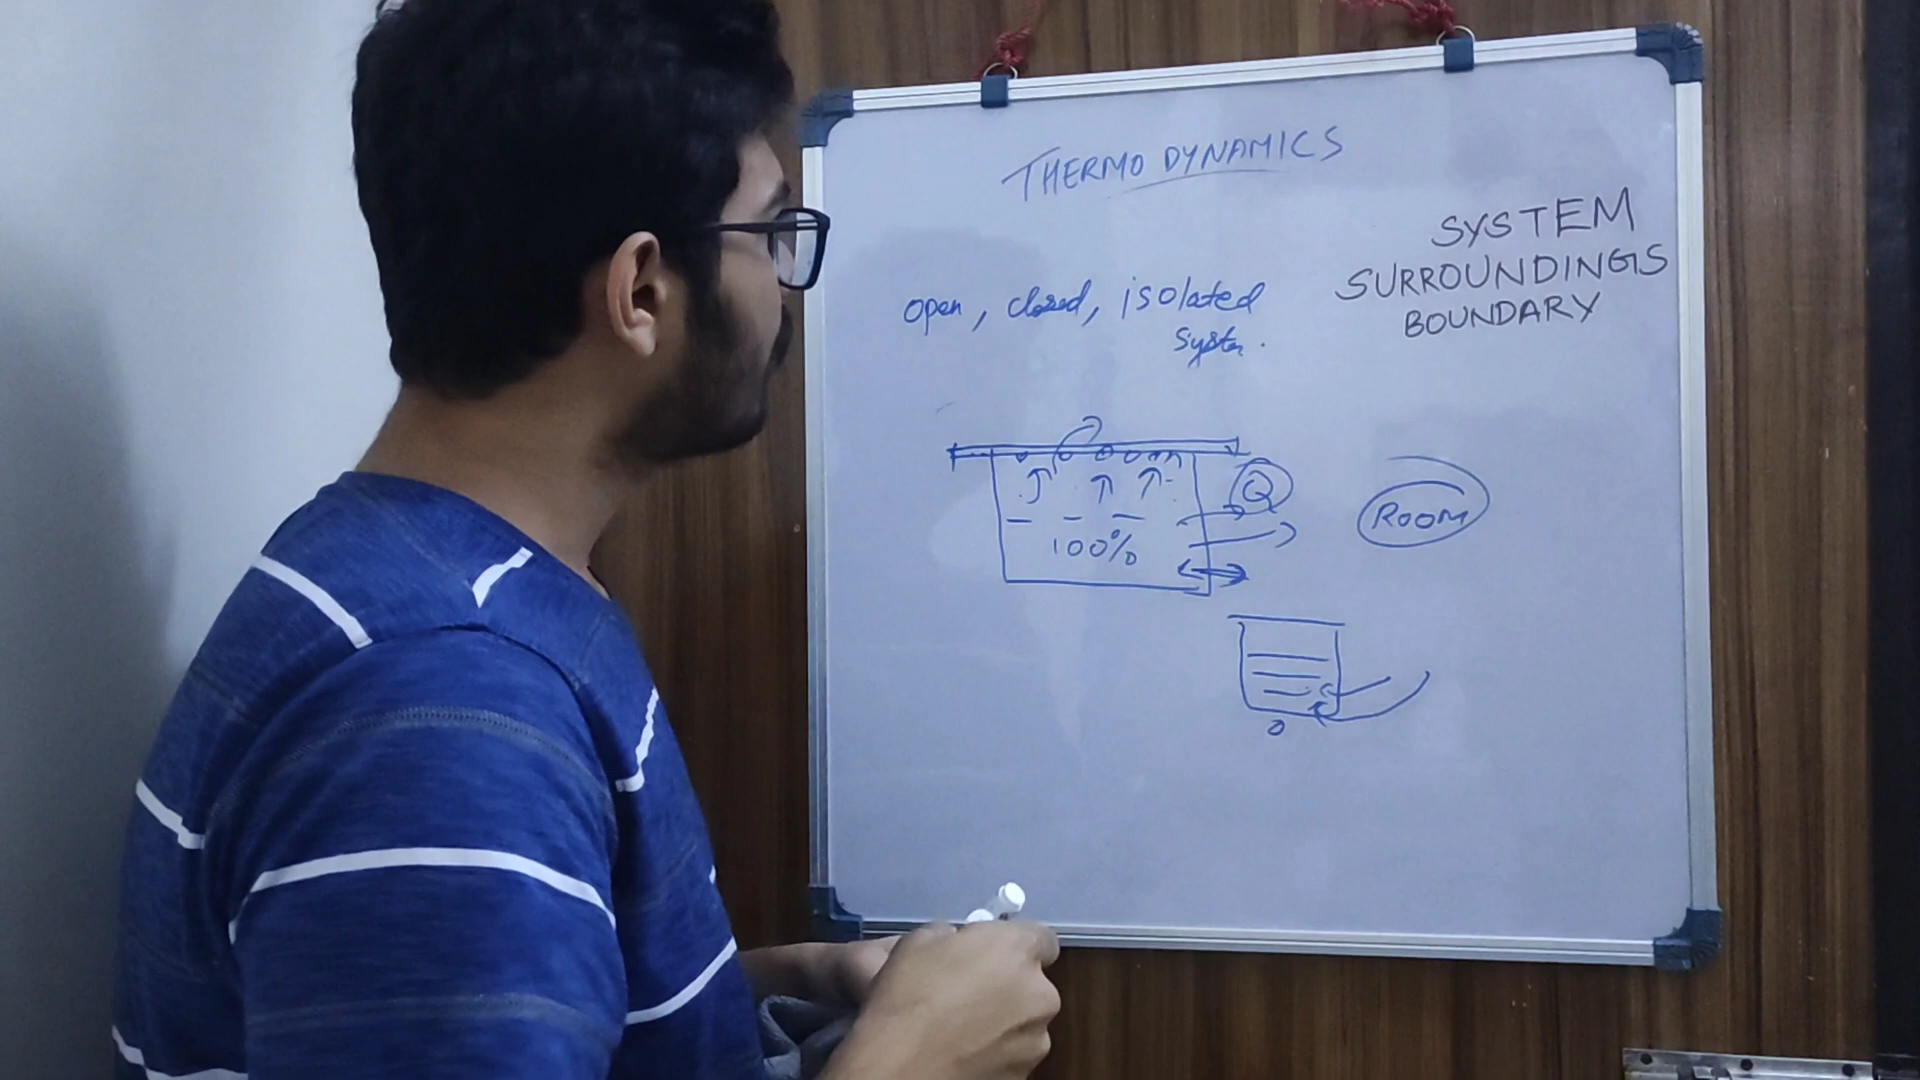 THERMO DYNAMICS
SYSTEM
SURROUNDINGS
BOUNDARY
open, closed, isolated
System.
Q
100%
ROOM